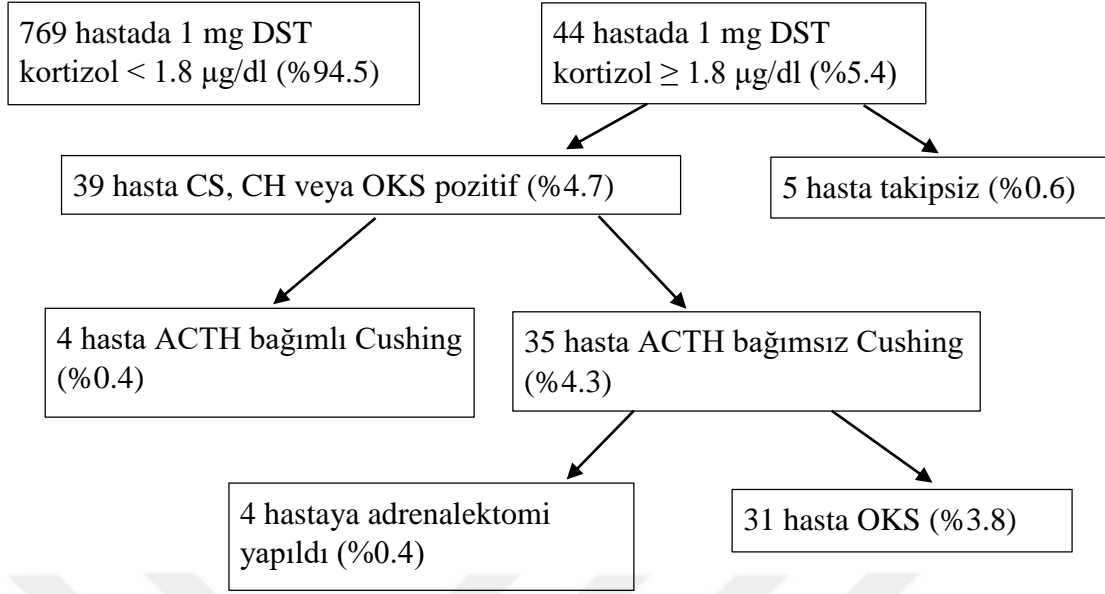 769 hastada 1 mg DST
kortizol < 1.8 μg/dl (%94.5)
44 hastada 1 mg DST
kortizol ≥ 1.8 μg/dl (%5.4)
39 hasta CS, CH veya OKS pozitif (%4.7)
5 hasta takipsiz (%0.6)
4 hasta ACTH bağımlı Cushing
(%0.4)
35 hasta ACTH bağımsız Cushing
(%4.3)
4 hastaya adrenalektomi
yapıldı (%0.4)
31 hasta OKS (%3.8)